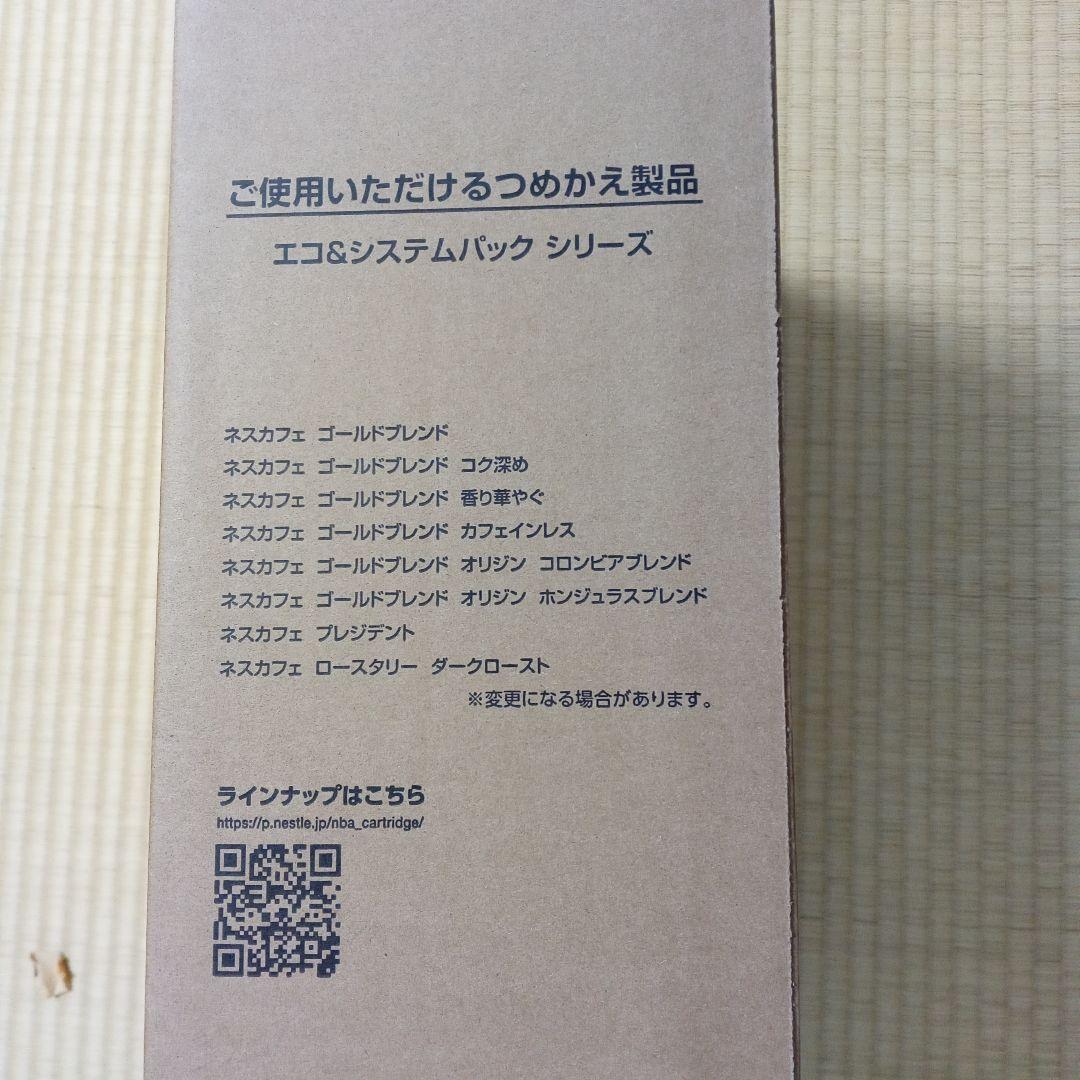 ご使用いただけるつめかえ製品
エコ&システムパック シリーズ
ネスカフェ ゴールドブレンド
ネスカフェ ゴールドブレンド コク深め
ネスカフェ ゴールドブレンド 香り華やぐ
ネスカフェ ゴールドブレンド カフェインレス
ネスカフェ ゴールドブレンド オリジン コロンビアブレンド
ネスカフェ ゴールドブレンド オリジン ホンジュラスブレンド
ネスカフェ プレジデント
ネスカフェ ロースタリー ダークロースト
※変更になる場合があります。
ラインナップはこちら
https://p.nestle.jp/nba_cartridge/